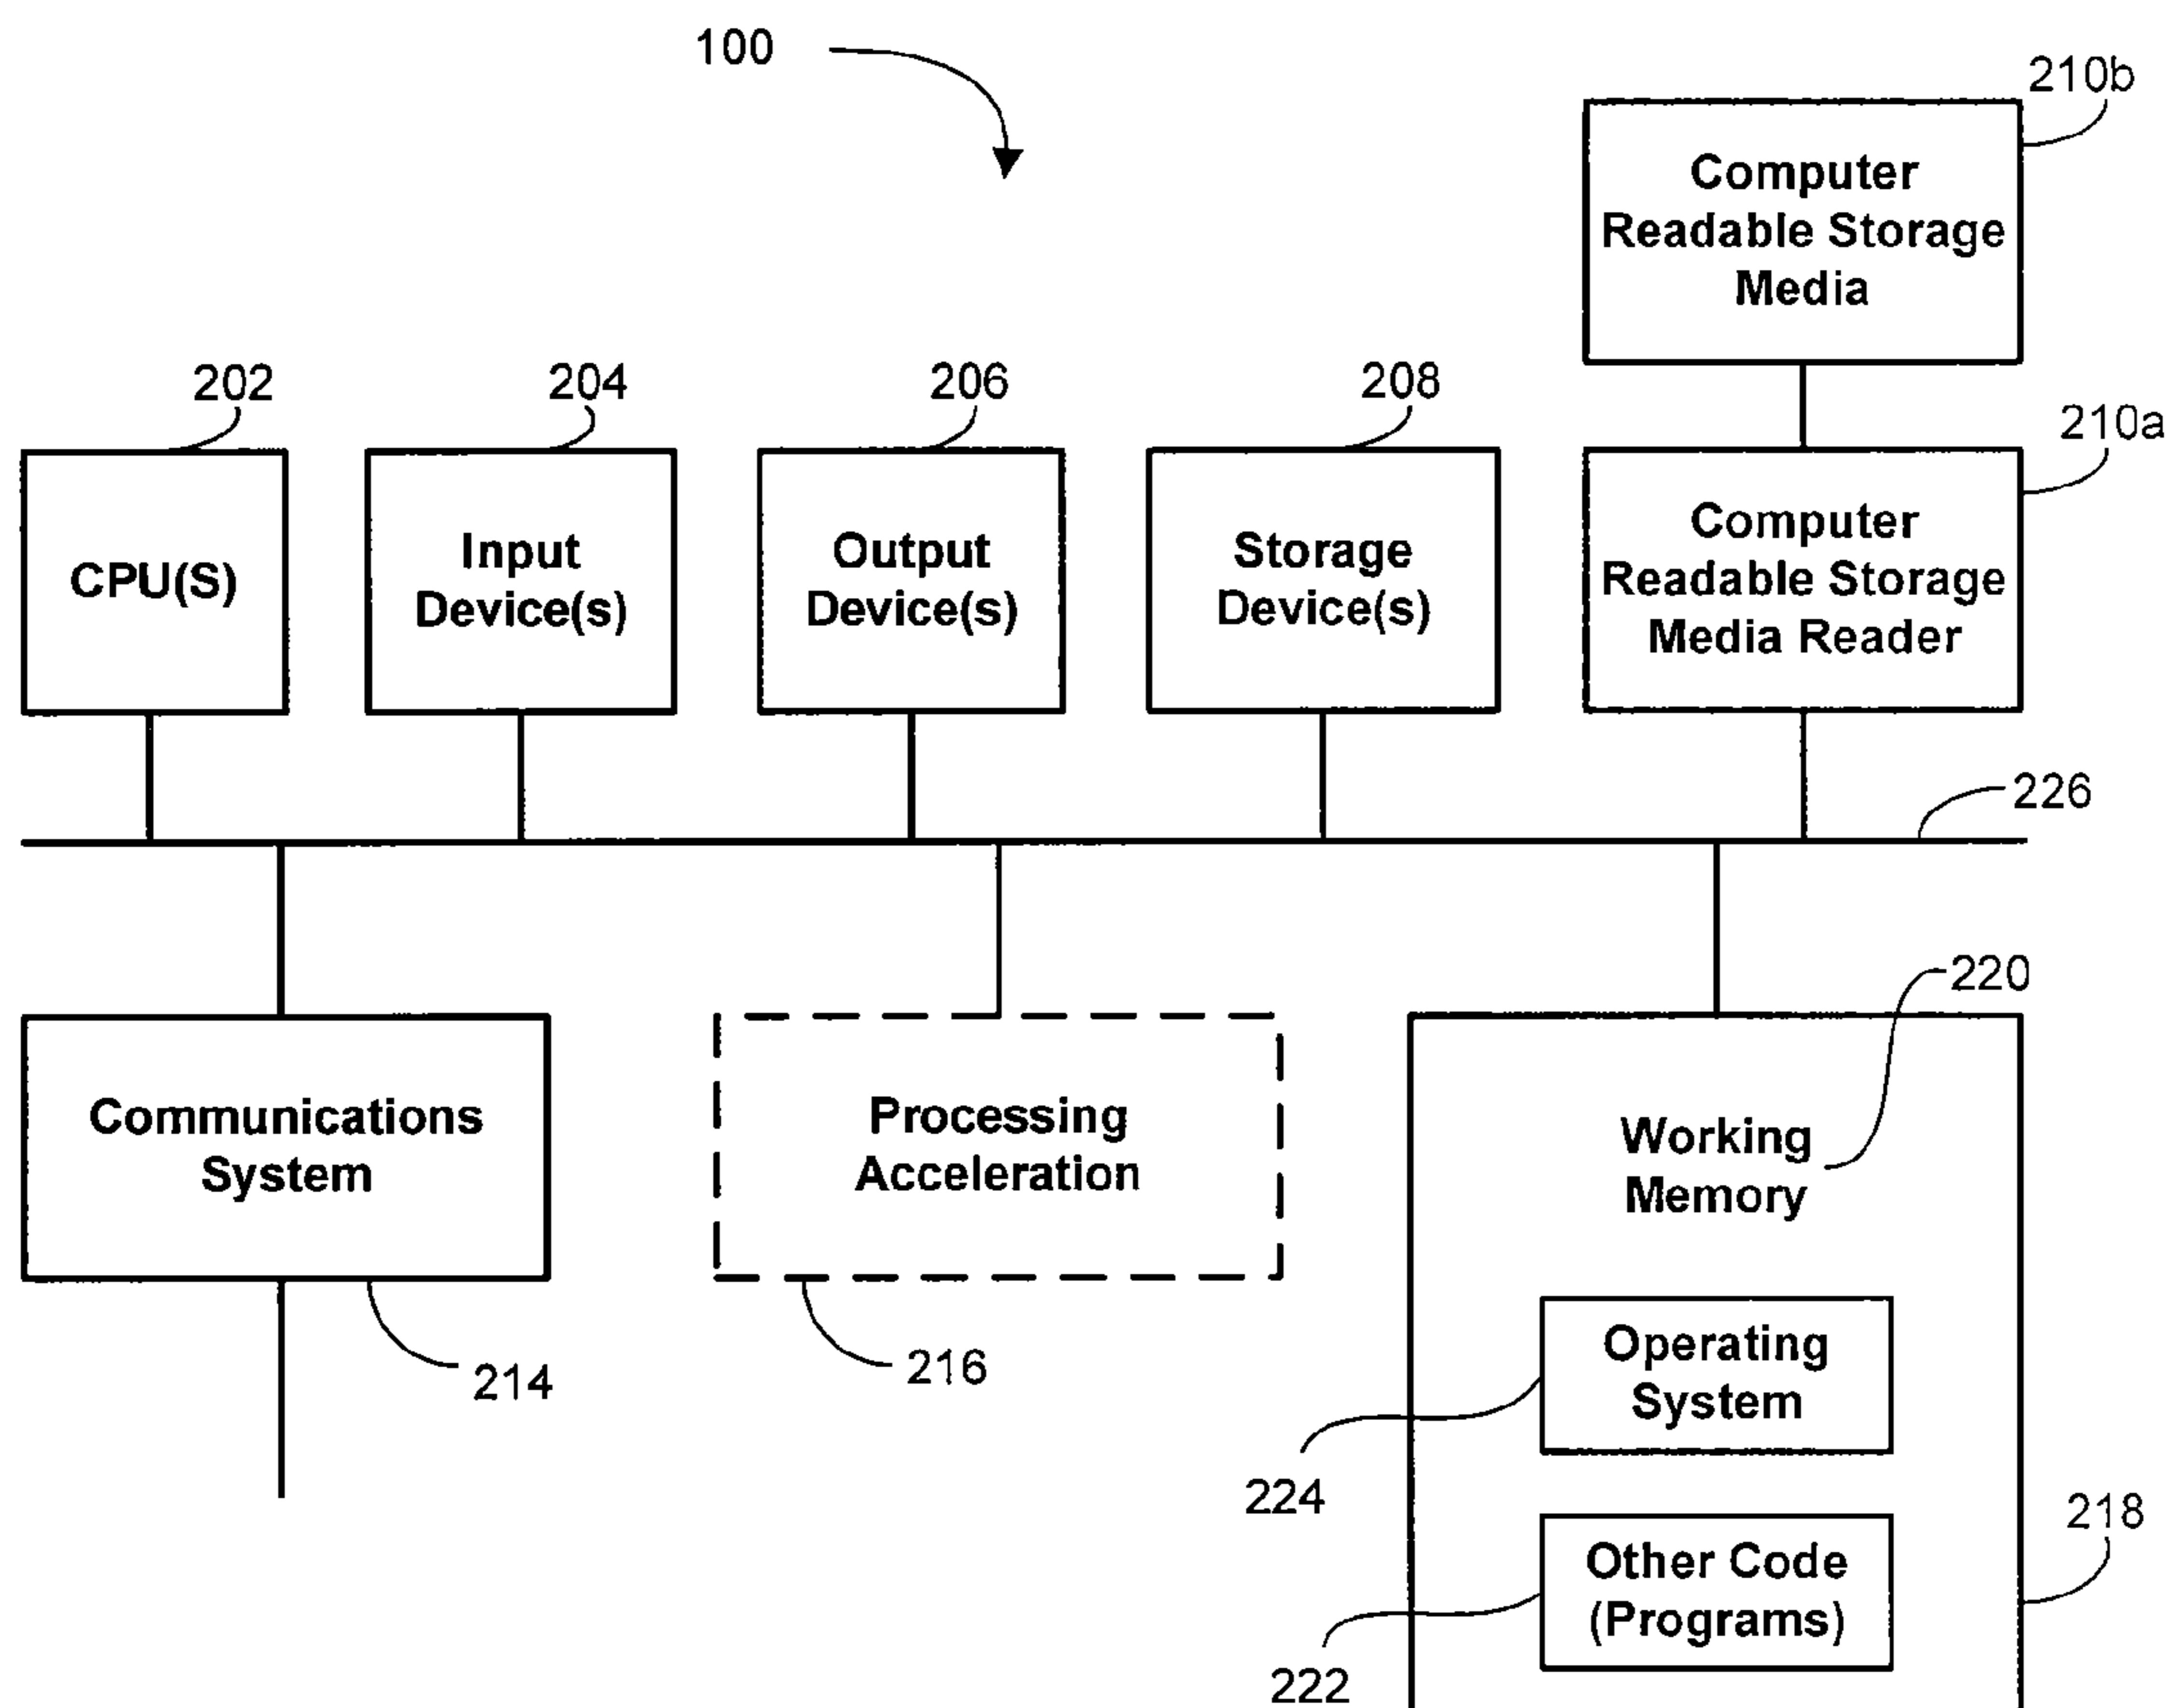 100
210b
Computer
Readable Storage
Media
202
204
206
208
210a
CPU(S)
Input
Device(s)
Output
Device(s)
Storage
Device(s)
Computer
Readable Storage
Media Reader
226
220
Communications
System
Processing
Acceleration
Working
Memory
214
216
Operating
System
224
218
Other Code
(Programs)
222